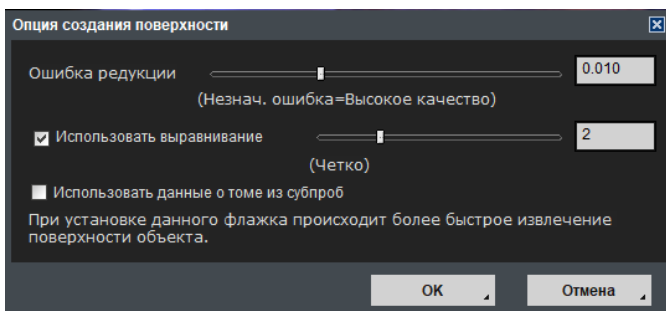 Опция создания поверхности
Ошибка редукции
0.010
(Незнач. ошибка=Высокое качество)
Использовать выравнивание
2
(Четко)
Использовать данные о томе из субпроб
При установке данного флажка происходит более быстрое извлечение
поверхности объекта.
OK
Отмена